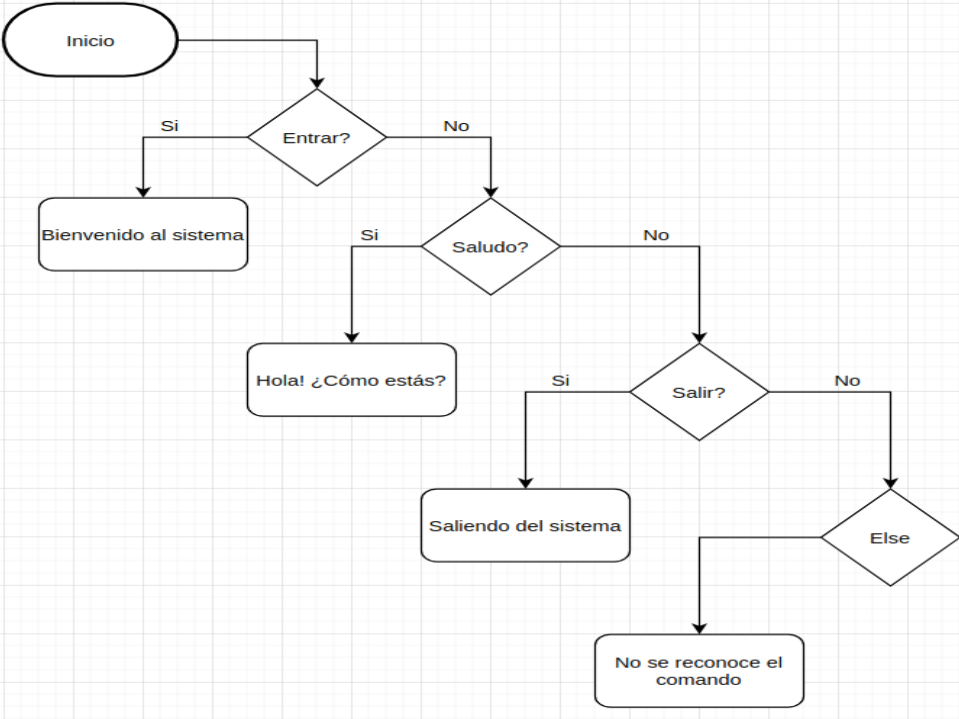 Inicio
Si
Entrar?
No
Bienvenido al sistema
Si
Saludo?
No
Hola! ¿Cómo estás?
Si
Salir?
No
Saliendo del sistema
Else
No se reconoce el
comando